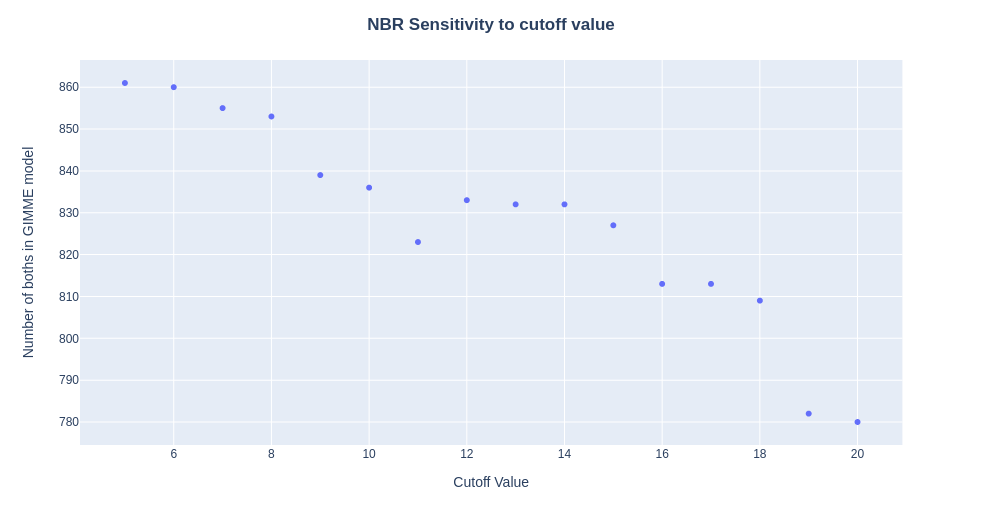 NBR Sensitivity to cutoff value
Number of boths in GIMME model
860
850
840
830
820
810
800
790
780
6 8 10 12 14 16 18 20
Cutoff Value